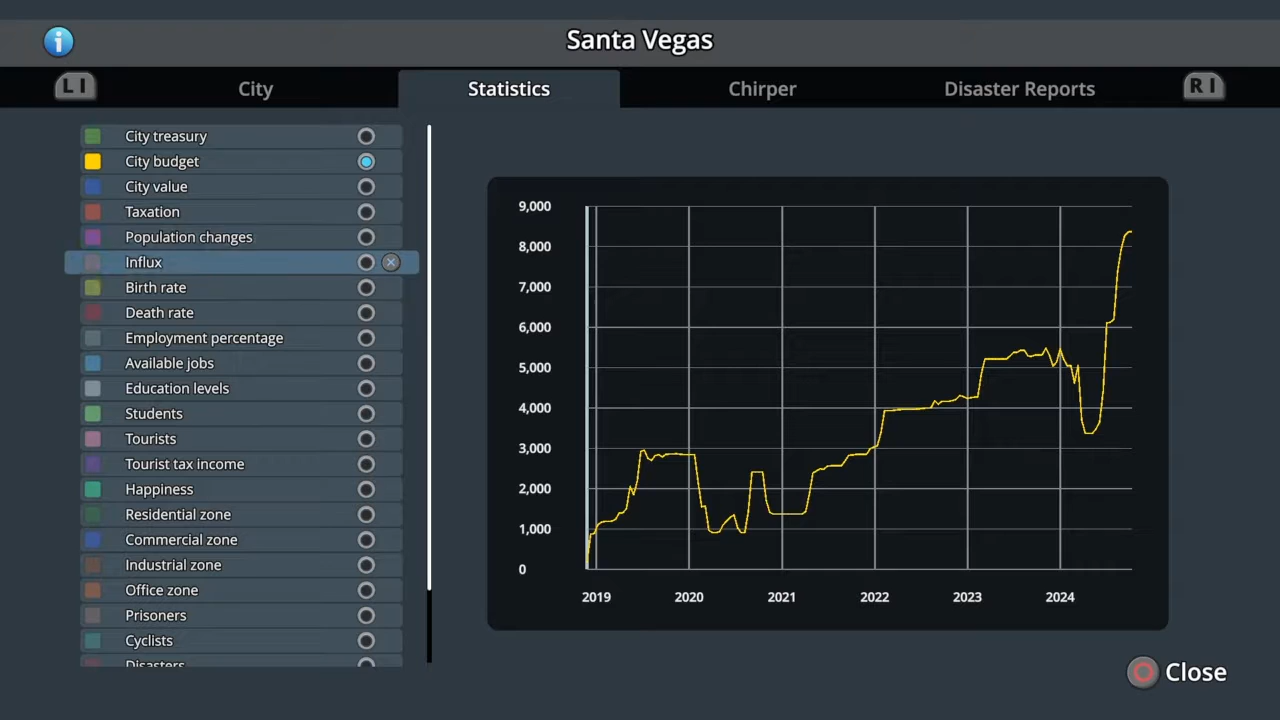 Santa Vegas
L1
City
Statistics
Chirper
Disaster Reports
R1
City treasury
City budget
City value
Taxation
Population changes
Influx
Birth rate
Death rate
Employment percentage
Available jobs
Education levels
Students
Tourists
Tourist tax income
Happiness
Residential zone
Commercial zone
Industrial zone
Office zone
Prisoners
Cyclists
Disasters
9,000
8,000
7,000
6,000
5,000
4,000
3,000
2,000
1,000
0
2019
2020
2021
2022
2023
2024
Close